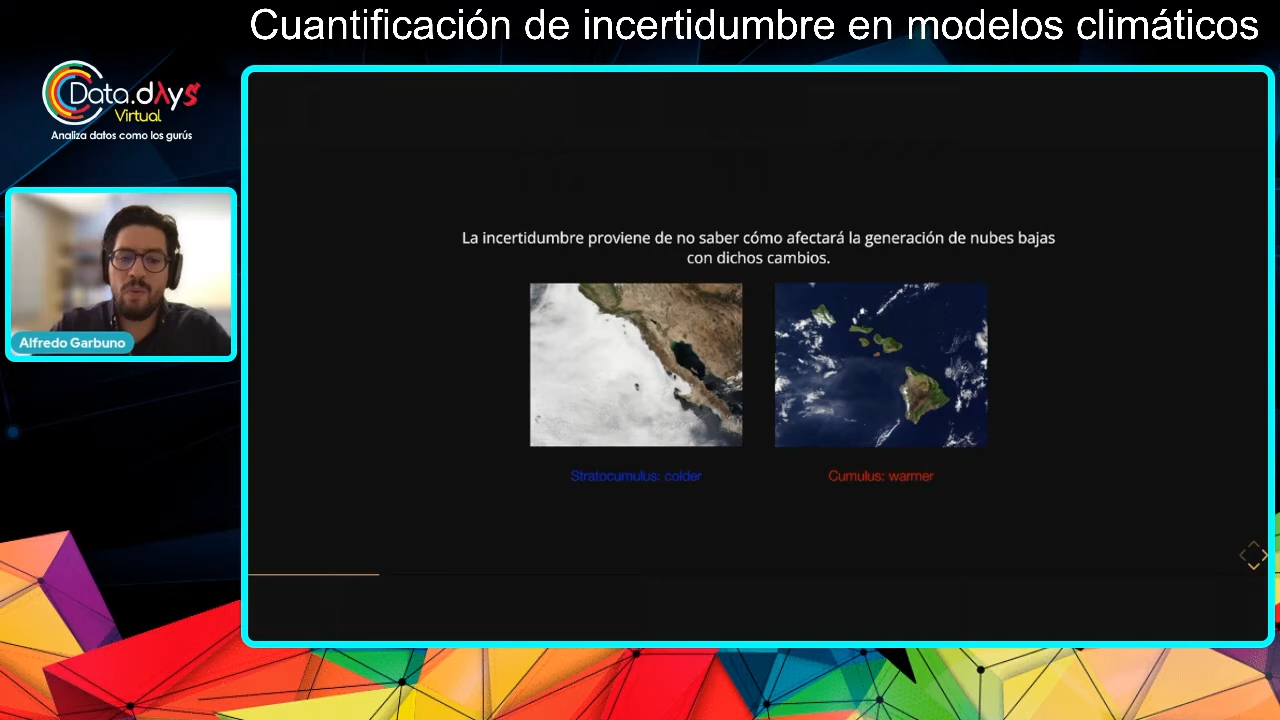 Cuantificación de incertidumbre en modelos climáticos
Data.dAys
Virtual
Analiza datos como los gurús
Alfredo Garbuno
La incertidumbre proviene de no saber cómo afectará la generación de nubes bajas
con dichos cambios.
Stratocumulus: colder
Cumulus: warmer